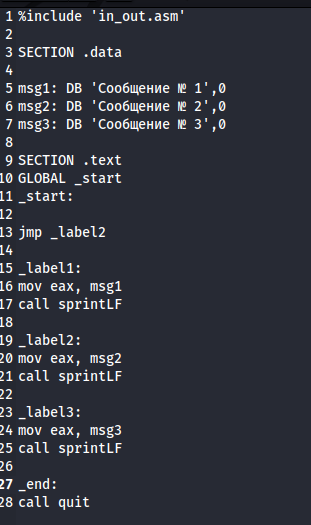 1 %include 'in_out.asm'
2
3 SECTION .data
4
5 msg1: DB 'Сообщение № 1',0
6 msg2: DB 'Сообщение № 2',0
7 msg3: DB 'Сообщение № 3',0
8
9 SECTION .text
10 GLOBAL _start
11 _start:
12
13 jmp _label2
14
15 _label1:
16 mov eax, msg1
17 call sprintLF
18
19 _label2:
20 mov eax, msg2
21 call sprintLF
22
23 _label3:
24 mov eax, msg3
25 call sprintLF
26
27 _end:
28 call quit